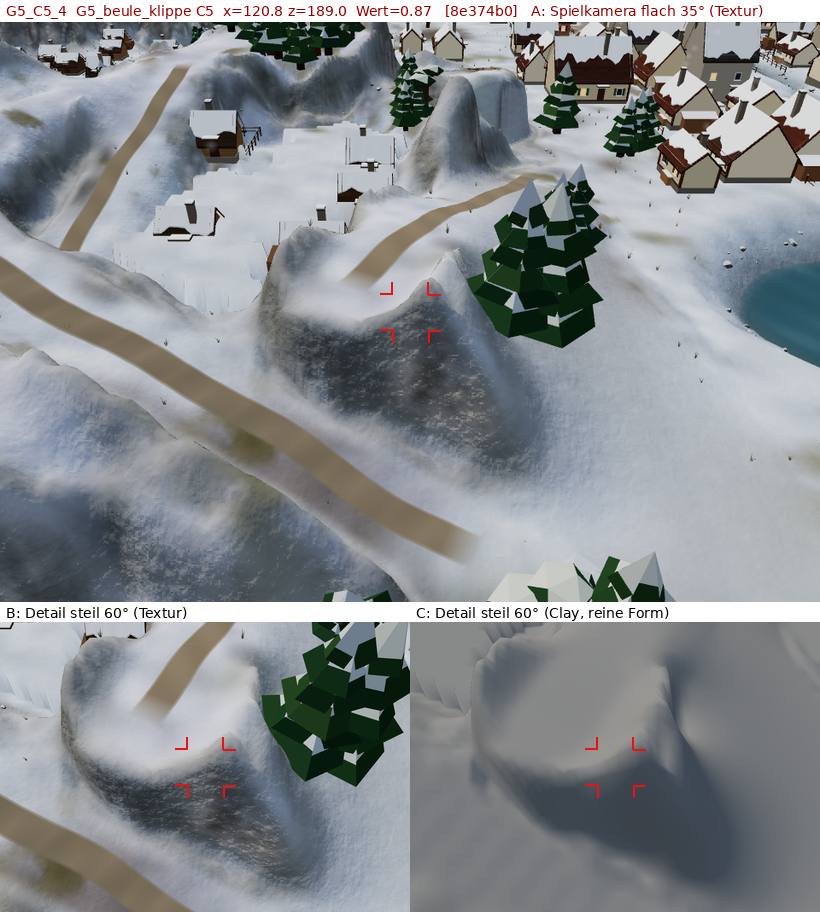 G5_C5_4  G5_beule_klippe C5  x=120.8 z=189.0  Wert=0.87   [8e374b0]   A: Spielkamera flach 35° (Textur)
B: Detail steil 60° (Textur)
C: Detail steil 60° (Clay, reine Form)